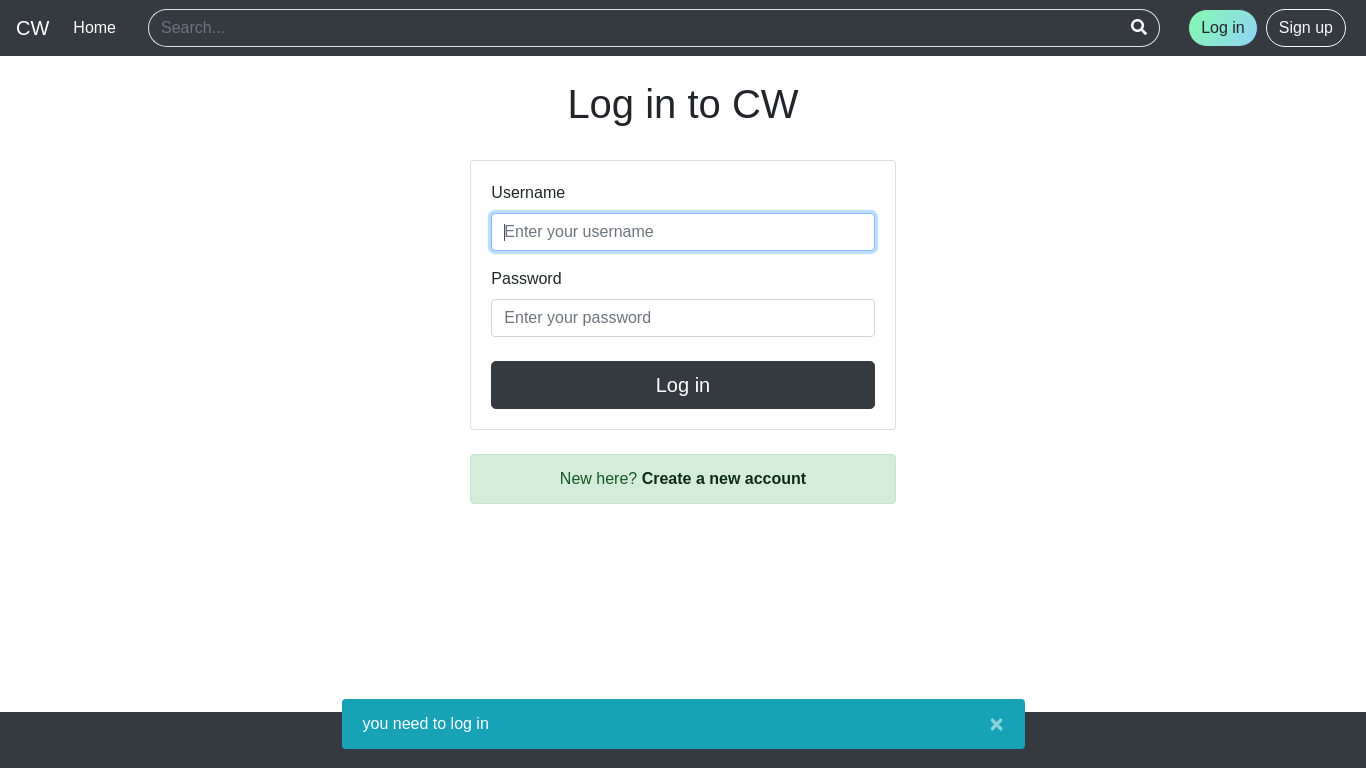 CW Home Search... Log in Sign up
Log in to CW
Username
Enter your username
Password
Enter your password
Log in
New here? Create a new account
you need to log in ×